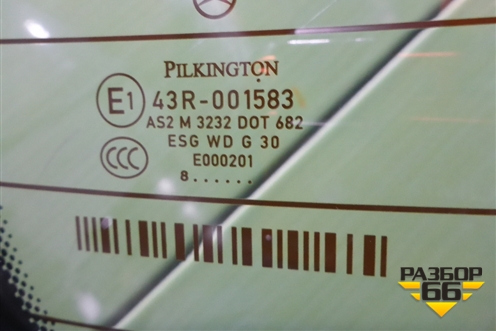 PILKINGTON
E1 43R-001583
AS2 M 3232 DOT 682
ESG WD G 30
CCC E000201
8......
РАЗБОР
66